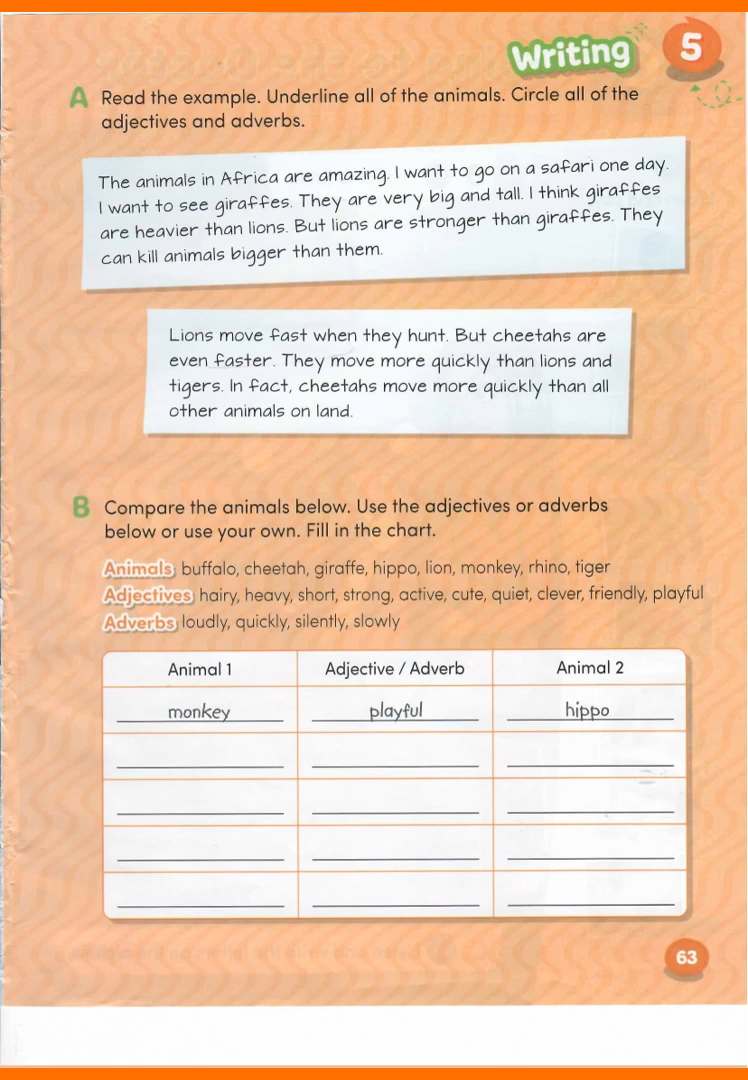 Writing 5
A Read the example. Underline all of the animals. Circle all of the
adjectives and adverbs.
The animals in Africa are amazing. I want to go on a safari one day.
I want to see giraffes. They are very big and tall. I think giraffes
are heavier than lions. But lions are stronger than giraffes. They
can kill animals bigger than them.
Lions move fast when they hunt. But cheetahs are
even faster. They move more quickly than lions and
tigers. In fact, cheetahs move more quickly than all
other animals on land.
B Compare the animals below. Use the adjectives or adverbs
below or use your own. Fill in the chart.
Animals buffalo, cheetah, giraffe, hippo, lion, monkey, rhino, tiger
Adjectives hairy, heavy, short, strong, active, cute, quiet, clever, friendly, playful
Adverbs loudly, quickly, silently, slowly
Animal 1 Adjective / Adverb Animal 2
monkey playful hippo
63